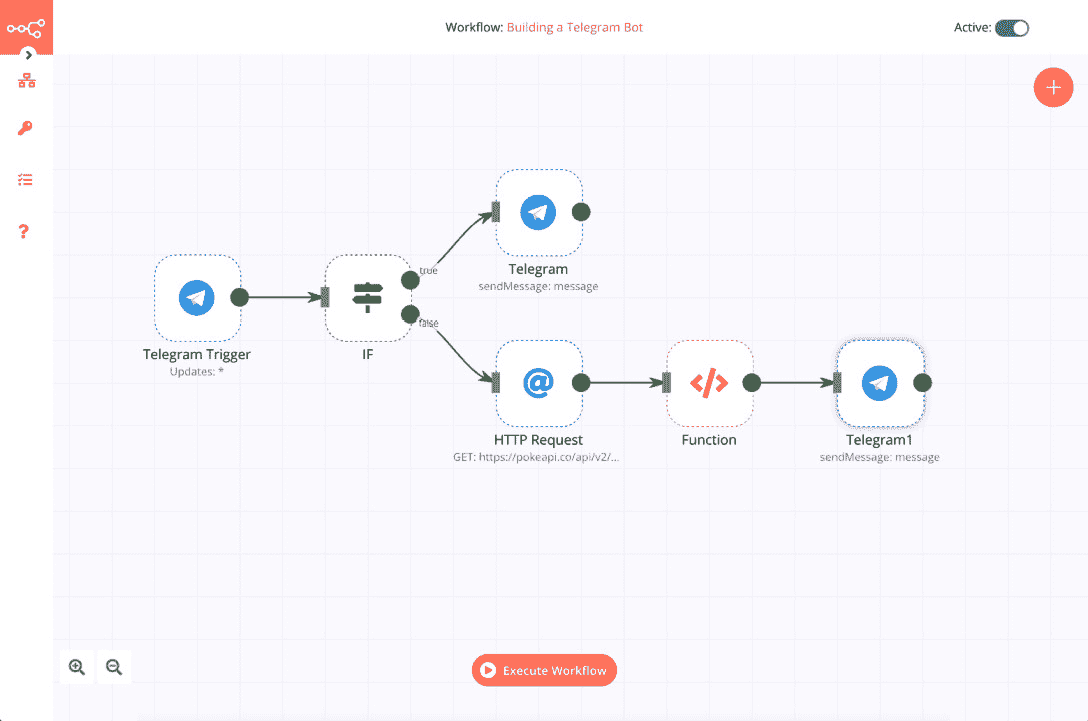 Workflow: Building a Telegram Bot
Active:
Telegram
sendMessage: message
true
false
Telegram Trigger
Updates: *
IF
HTTP Request
GET: https://pokeapi.co/api/v2/...
Function
Telegram1
sendMessage: message
Execute Workflow